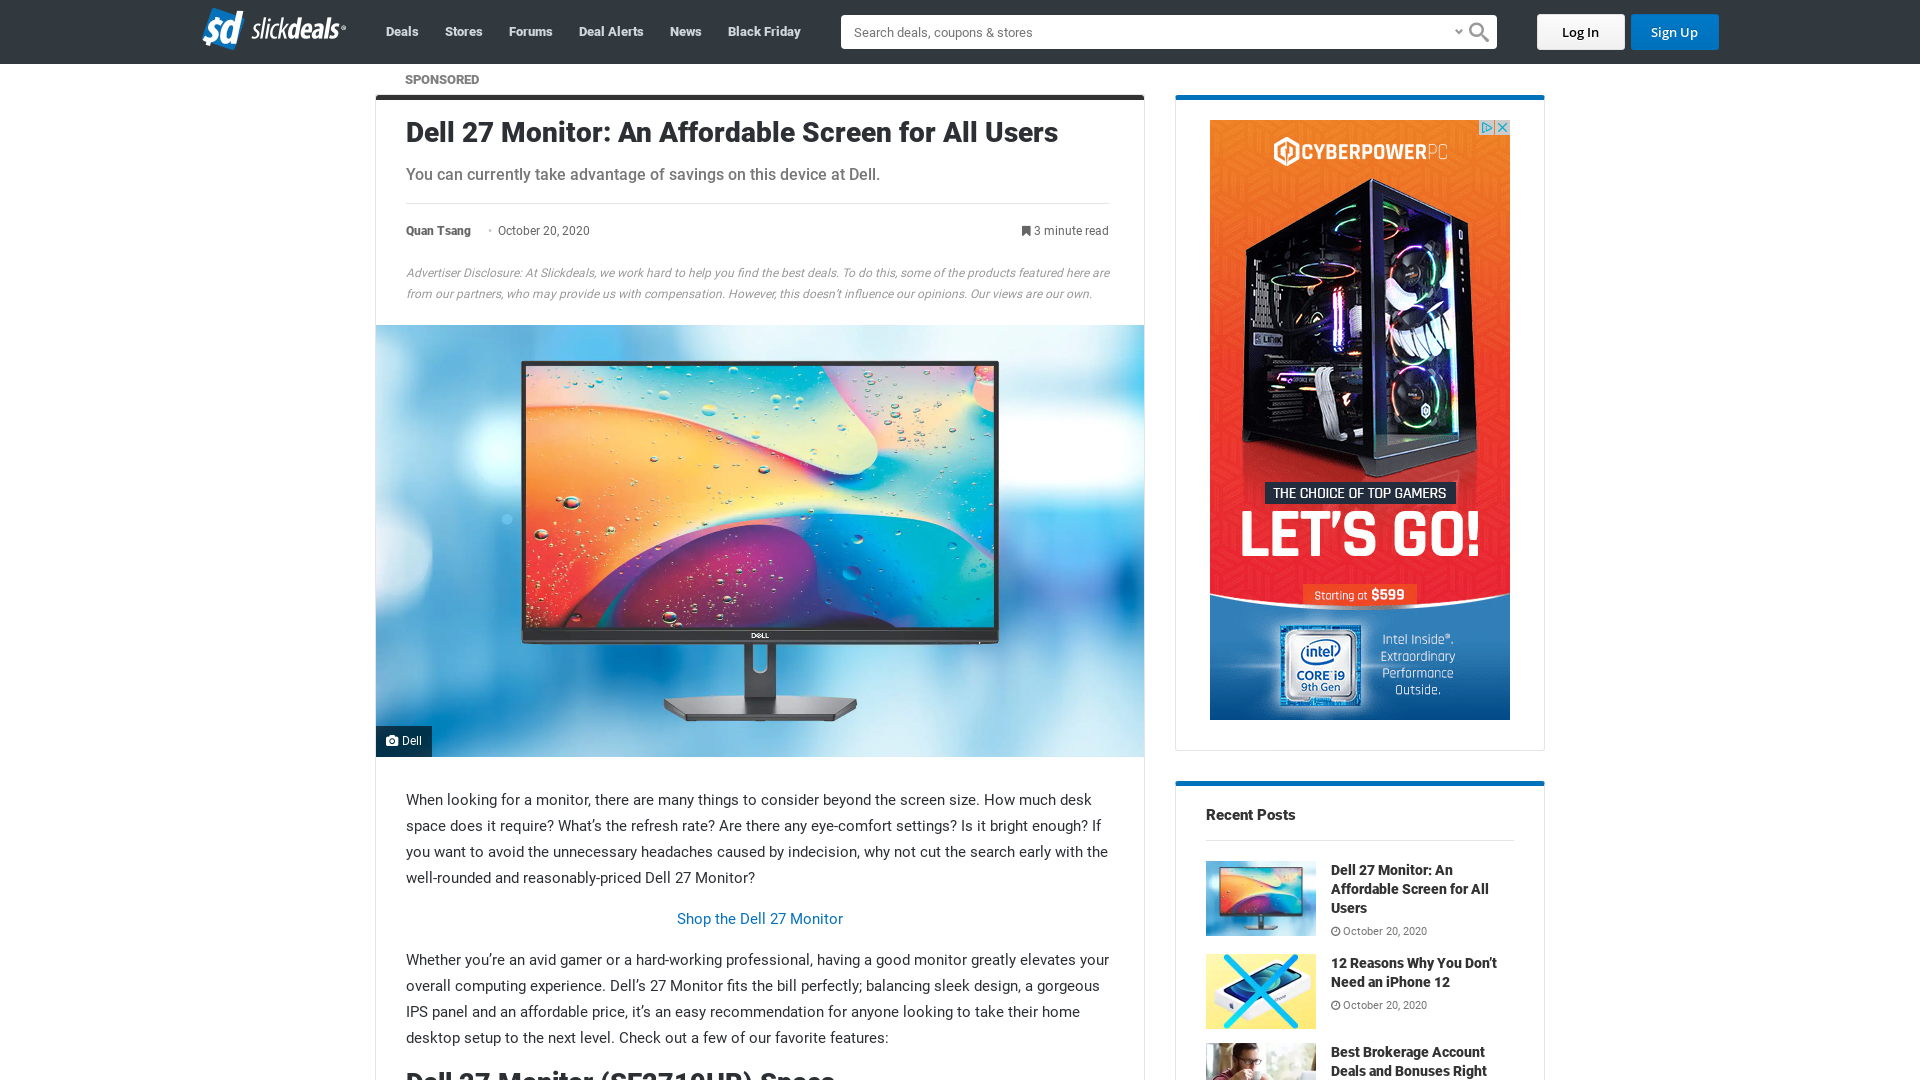 sd slickdeals®
Deals
Stores
Forums
Deal Alerts
News
Black Friday
Search deals, coupons & stores
Log In
Sign Up
SPONSORED
Dell 27 Monitor: An Affordable Screen for All Users
You can currently take advantage of savings on this device at Dell.
Quan Tsang • October 20, 2020
3 minute read
Advertiser Disclosure: At Slickdeals, we work hard to help you find the best deals. To do this, some of the products featured here are
from our partners, who may provide us with compensation. However, this doesn’t influence our opinions. Our views are our own.
DELL
Dell
When looking for a monitor, there are many things to consider beyond the screen size. How much desk
space does it require? What’s the refresh rate? Are there any eye-comfort settings? Is it bright enough? If
you want to avoid the unnecessary headaches caused by indecision, why not cut the search early with the
well-rounded and reasonably-priced Dell 27 Monitor?
Shop the Dell 27 Monitor
Whether you’re an avid gamer or a hard-working professional, having a good monitor greatly elevates your
overall computing experience. Dell’s 27 Monitor fits the bill perfectly; balancing sleek design, a gorgeous
IPS panel and an affordable price, it’s an easy recommendation for anyone looking to take their home
desktop setup to the next level. Check out a few of our favorite features:
Dell 27 Monitor (SE2719HR) Specs
CYBERPOWERPC
THE CHOICE OF TOP GAMERS
LET'S GO!
Starting at $599
intel
CORE i9
9th Gen
Intel Inside®.
Extraordinary
Performance
Outside.
Recent Posts
Dell 27 Monitor: An
Affordable Screen for All
Users
October 20, 2020
12 Reasons Why You Don’t
Need an iPhone 12
October 20, 2020
Best Brokerage Account
Deals and Bonuses Right